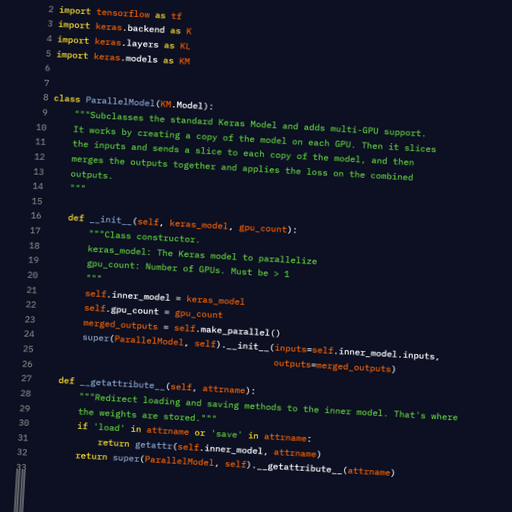 2 import tensorflow as tf
3 import keras.backend as K
4 import keras.layers as KL
5 import keras.models as KM
6
7
8 class ParallelModel(KM.Model):
9 """Subclasses the standard Keras Model and adds multi-GPU support.
10 It works by creating a copy of the model on each GPU. Then it slices
11 the inputs and sends a slice to each copy of the model, and then
12 merges the outputs together and applies the loss on the combined
13 outputs.
14 """
15
16 def __init__(self, keras_model, gpu_count):
17 """Class constructor.
18 keras_model: The Keras model to parallelize
19 gpu_count: Number of GPUs. Must be > 1
20 """
21 self.inner_model = keras_model
22 self.gpu_count = gpu_count
23 merged_outputs = self.make_parallel()
24 super(ParallelModel, self).__init__(inputs=self.inner_model.inputs,
25 outputs=merged_outputs)
26
27 def __getattribute__(self, attrname):
28 """Redirect loading and saving methods to the inner model. That's where
29 the weights are stored."""
30 if 'load' in attrname or 'save' in attrname:
31 return getattr(self.inner_model, attrname)
32 return super(ParallelModel, self).__getattribute__(attrname)
33